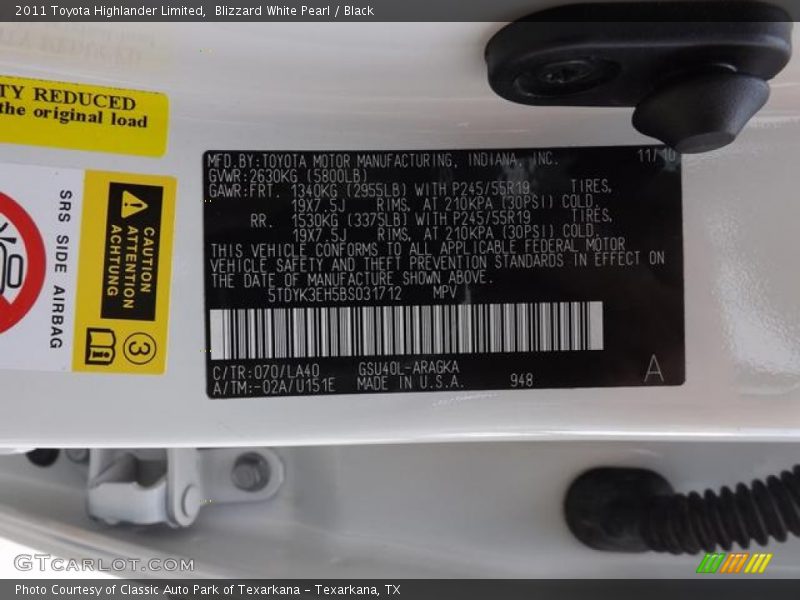 2011 Toyota Highlander Limited, Blizzard White Pearl / Black
TY REDUCED
the original load
SRS SIDE AIRBAG
CAUTION
ATTENTION
ACHTUNG
3
MFD.BY:TOYOTA MOTOR MANUFACTURING, INDIANA, INC. 11/10
GVWR:2630KG (5800LB)
GAWR:FRT. 1340KG (2955LB) WITH P245/55R19 TIRES,
19X7.5J RIMS, AT 210KPA (30PSI) COLD.
RR. 1530KG (3375LB) WITH P245/55R19 TIRES,
19X7.5J RIMS, AT 210KPA (30PSI) COLD.
THIS VEHICLE CONFORMS TO ALL APPLICABLE FEDERAL MOTOR
VEHICLE SAFETY AND THEFT PREVENTION STANDARDS IN EFFECT ON
THE DATE OF MANUFACTURE SHOWN ABOVE.
5TDYK3EH5BS031712 MPV
C/TR:070/LA40 GSU40L-ARAGKA
A/TM:-02A/U151E MADE IN U.S.A. 948
A
GTCARLOT.COM
Photo Courtesy of Classic Auto Park of Texarkana - Texarkana, TX